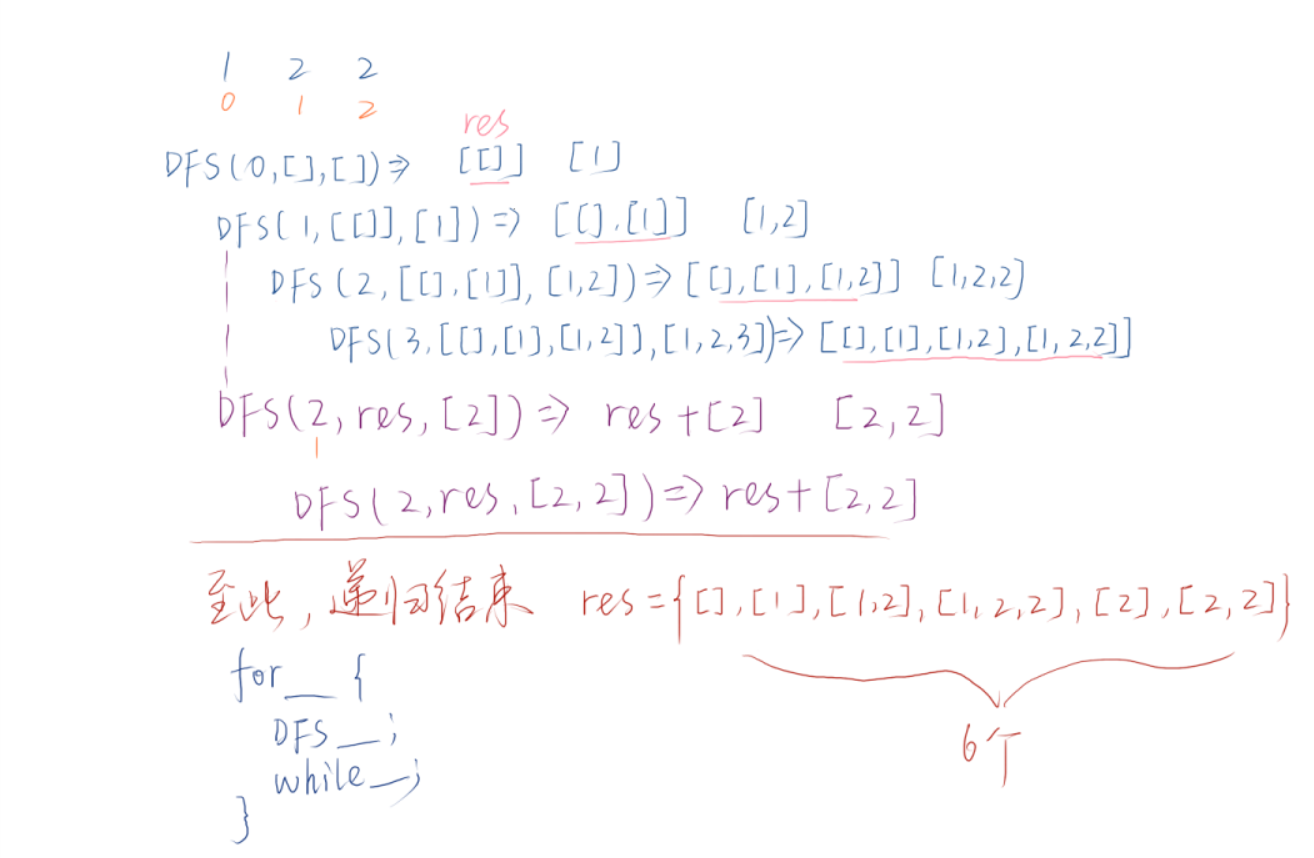 1 2 2
0 1 2
res
DFS(0,[],[])⇒ [[]] [1]
DFS(1,[[]],[1])⇒ [[],[1]] [1,2]
DFS(2,[[],[1]],[1,2])⇒[[],[1],[1,2]] [1,2,2]
DFS(3,[[],[1],[1,2]],[1,2,3])⇒ [[],[1],[1,2],[1,2,2]]
DFS(2,res,[2])⇒ res+[2] [2,2]
1
DFS(2,res,[2,2])⇒ res+[2,2]
至此,递归结束 res={[],[1],[1,2],[1,2,2],[2],[2,2]}
for__ {
DFS__;
while__;
}
6个